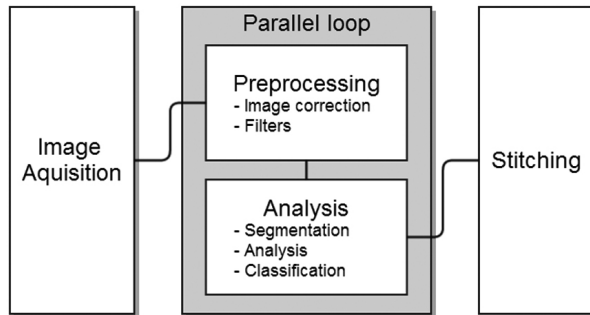 Image
Aquisition
Parallel loop
Preprocessing
- Image correction
- Filters
Analysis
- Segmentation
- Analysis
- Classification
Stitching